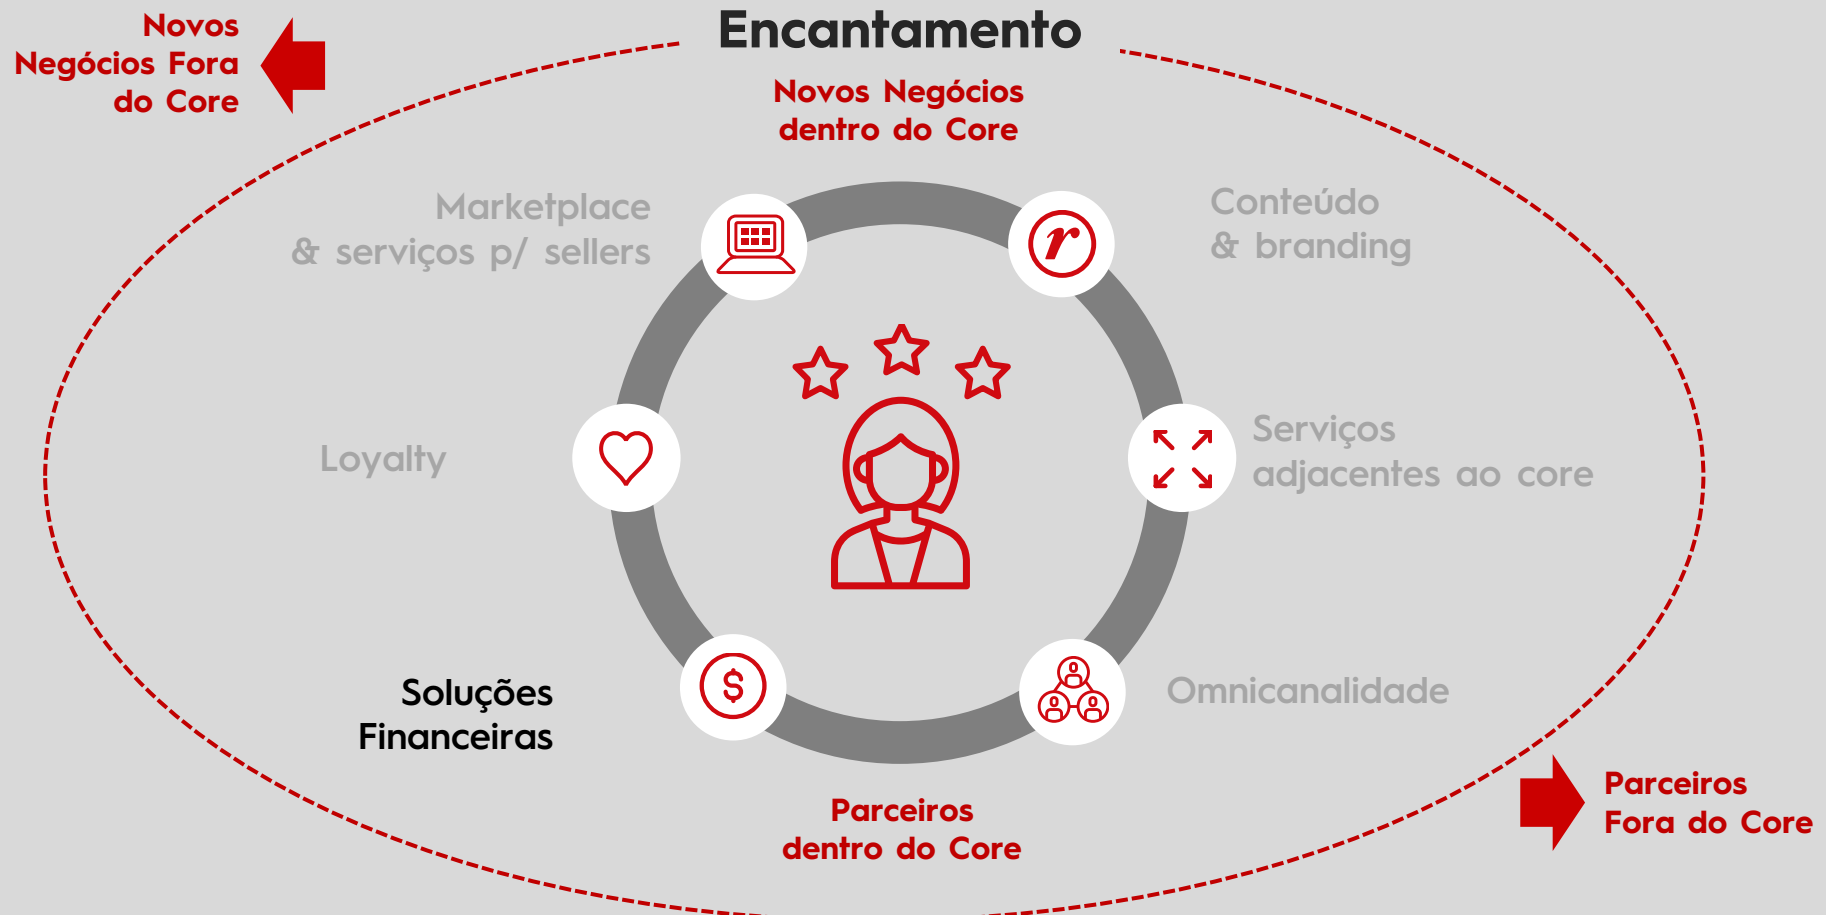 Encantamento
Novos
Negócios Fora
do Core
Novos Negócios
dentro do Core
Marketplace
& serviços p/ sellers
Conteúdo
& branding
r
Loyalty
Serviços
adjacentes ao core
Soluções
Financeiras
$
Omnicanalidade
Parceiros
dentro do Core
Parceiros
Fora do Core